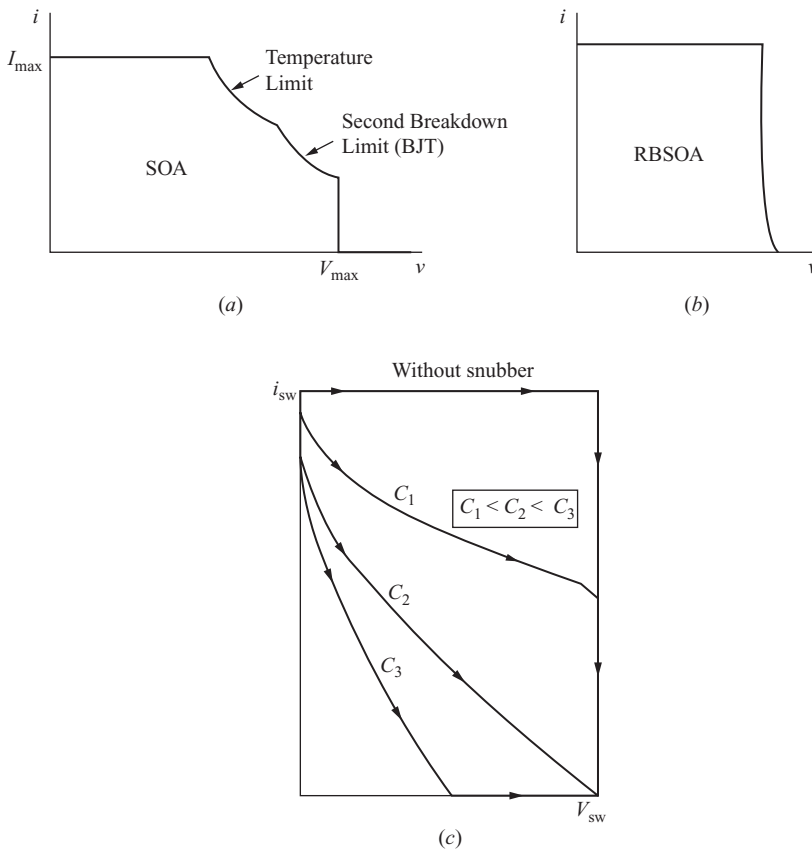 i
I_max
Temperature
Limit
Second Breakdown
Limit (BJT)
SOA
V_max
v
(a)
i
RBSOA
v
(b)
Without snubber
i_sw
C_1
C_1 < C_2 < C_3
C_2
C_3
V_sw
(c)